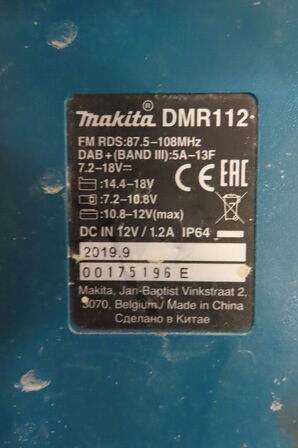 makita® DMR112
FM RDS:87.5-108MHz
DAB+(BAND III):5A-13F
7.2-18V⎓
:14.4-18V
:7.2-10.8V
:10.8-12V(max)
CE EAC
DC IN 12V / 1.2A IP64
2019.9
00175196 E
Makita, Jan-Baptist Vinkstraat 2,
3070, Belgium / Made in China
Сделано в Китае